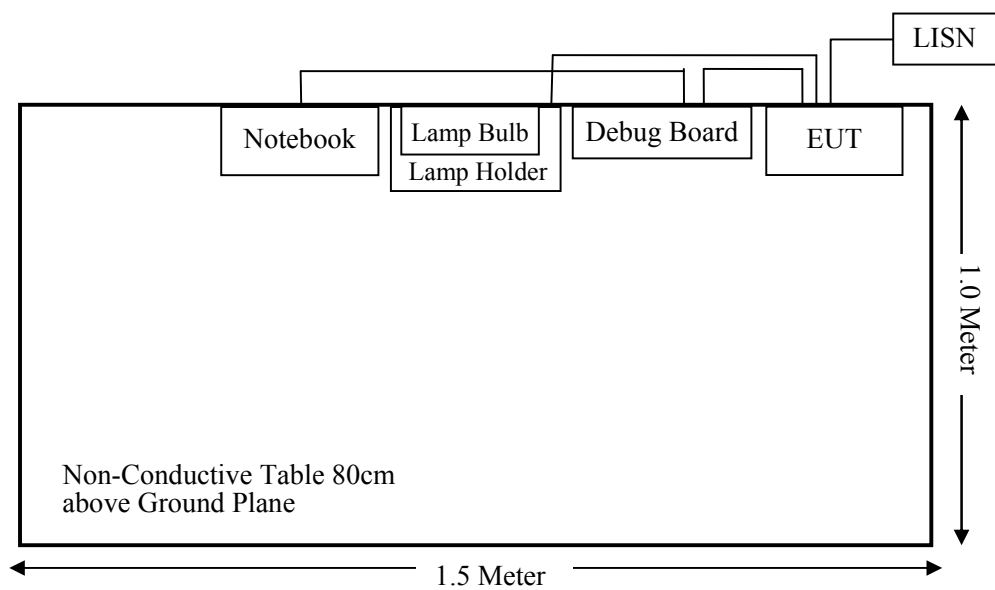 LISN
Notebook
Lamp Bulb
Lamp Holder
Debug Board
EUT
1.0 Meter
Non-Conductive Table 80cm
above Ground Plane
1.5 Meter